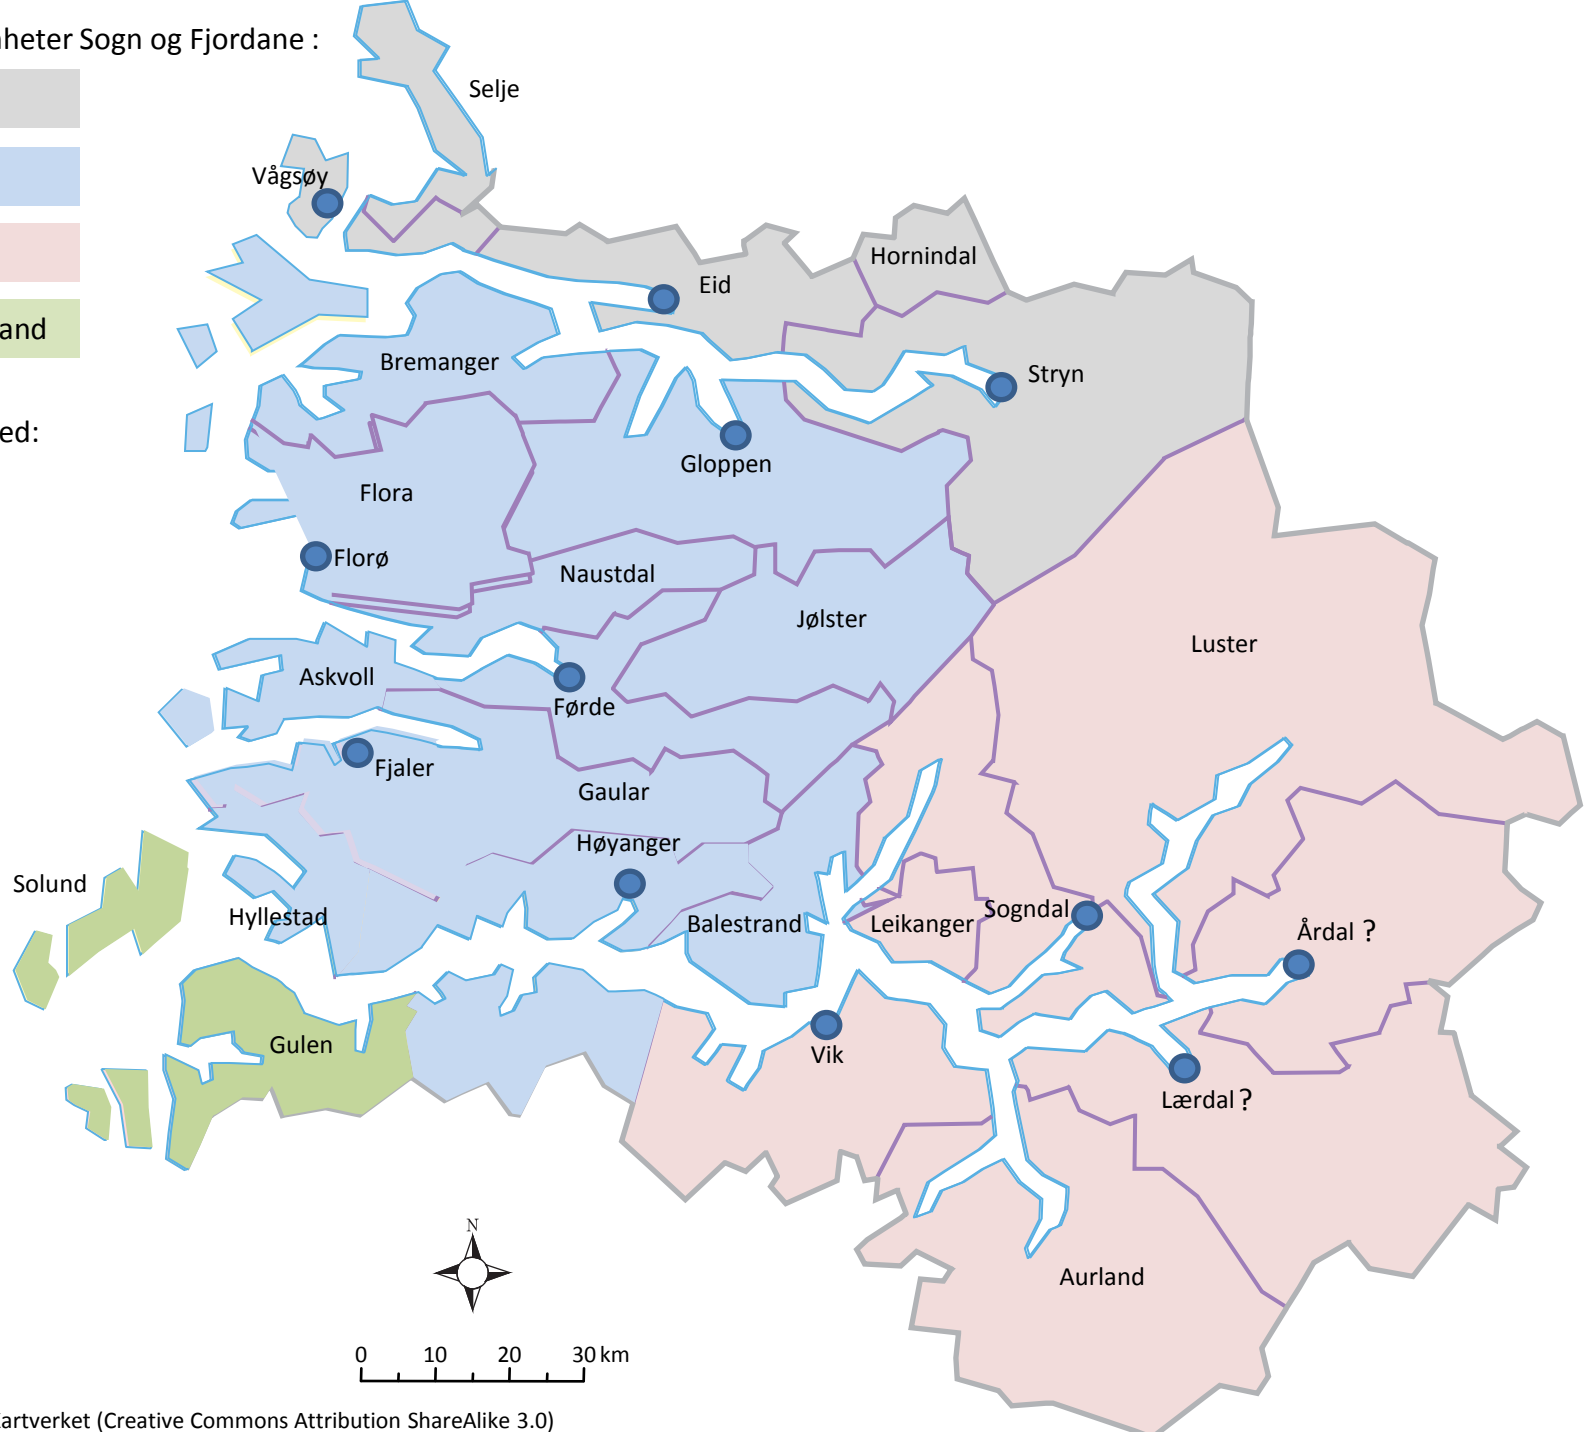 heter Sogn og Fjordane :
and
ed:
Selje
Vågsøy
Hornindal
Eid
Bremanger
Stryn
Gloppen
Flora
Florø
Naustdal
Jølster
Luster
Askvoll
Førde
Fjaler
Gaular
Høyanger
Solund
Hyllestad
Balestrand
Leikanger
Sogndal
Årdal ?
Gulen
Vik
Lærdal ?
Aurland
N
0 10 20 30 km
artverket (Creative Commons Attribution ShareAlike 3.0)